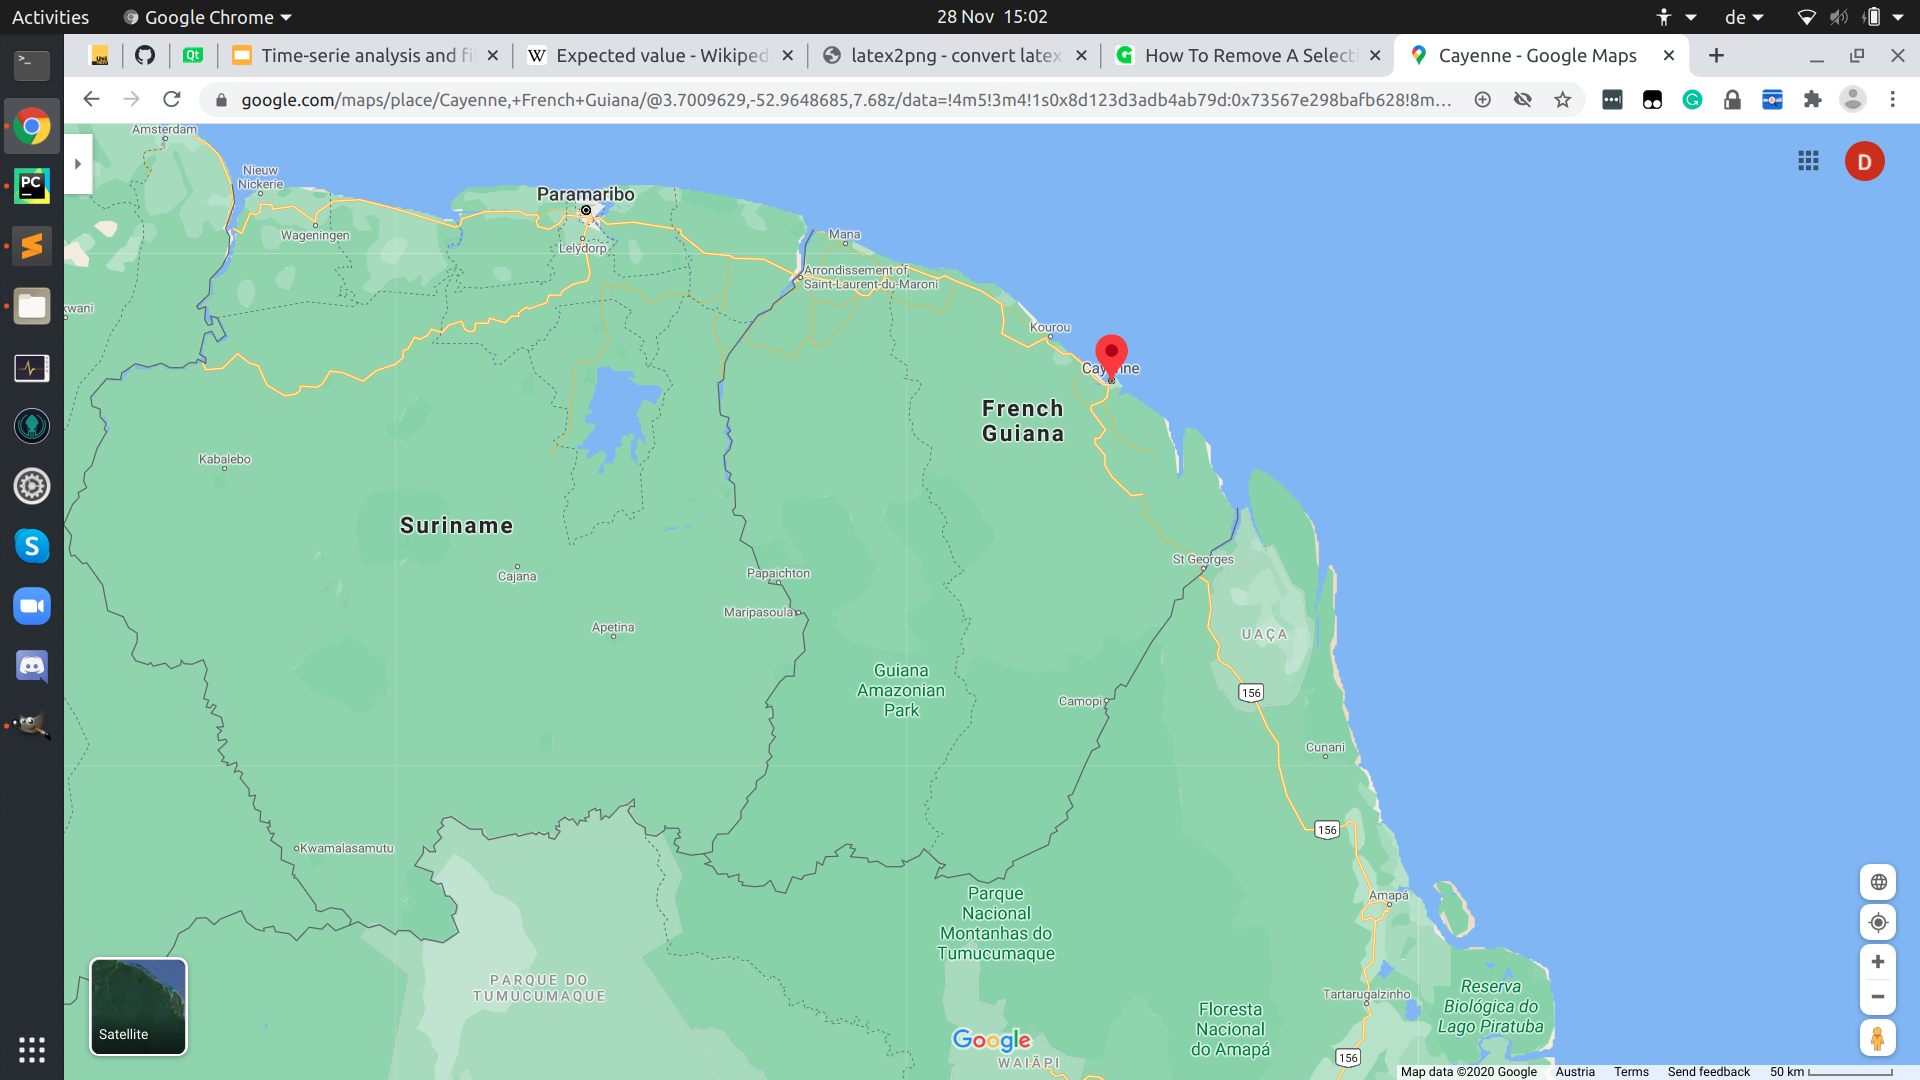 Activities
Google Chrome
28 Nov 15:02
de
Time-serie analysis and fi
Expected value - Wikiped
latex2png - convert latex
How To Remove A Selecti
Cayenne - Google Maps
google.com/maps/place/Cayenne,+French+Guiana/@3.7009629,-52.9648685,7.68z/data=!4m5!3m4!1s0x8d123d3adb4ab79d:0x73567e298bafb628!8m...
D
Amsterdam
Nieuw
Nickerie
Paramaribo
Wageningen
Lelydorp
Mana
Arrondissement of
Saint-Laurent-du-Maroni
kwani
Kourou
Cayenne
French
Guiana
Kabalebo
Suriname
Cajana
Papaichton
St Georges
Maripasoula
Apetina
UAÇA
Guiana
Amazonian
Park
156
Camopi
Cunani
156
Kwamalasamutu
Amapá
Parque
Nacional
Montanhas do
Tumucumaque
PARQUE DO
TUMUCUMAQUE
Tartarugalzinho
Reserva
Biológica do
Lago Piratuba
Floresta
Nacional
do Amapá
Satellite
Google
WAIÃPI
156
Map data ©2020 Google
Austria
Terms
Send feedback
50 km
PC
S
Qt